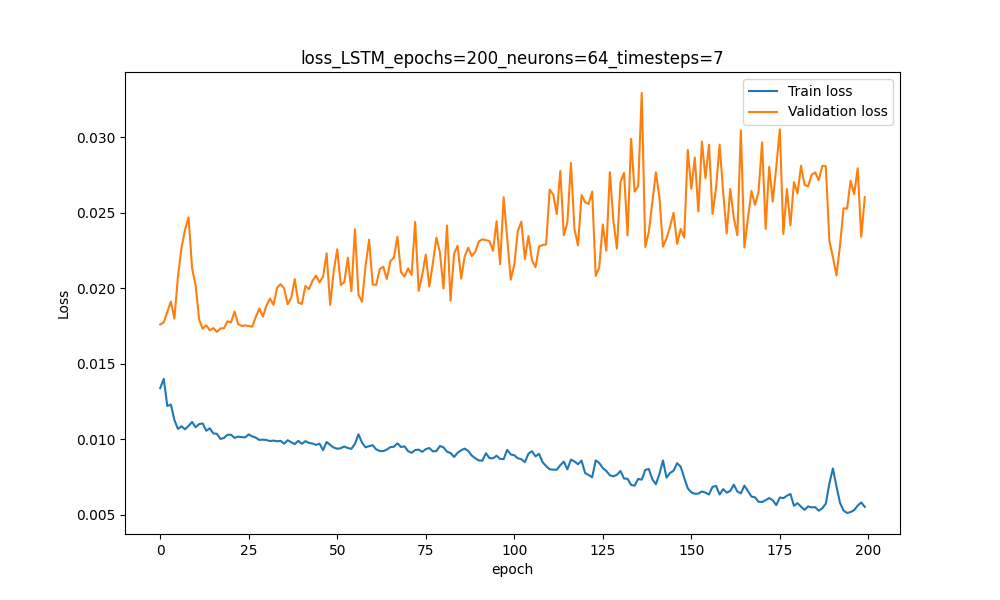 loss_LSTM_epochs=200_neurons=64_timesteps=7
Train loss
Validation loss
Loss
0.030
0.025
0.020
0.015
0.010
0.005
0 25 50 75 100 125 150 175 200
epoch